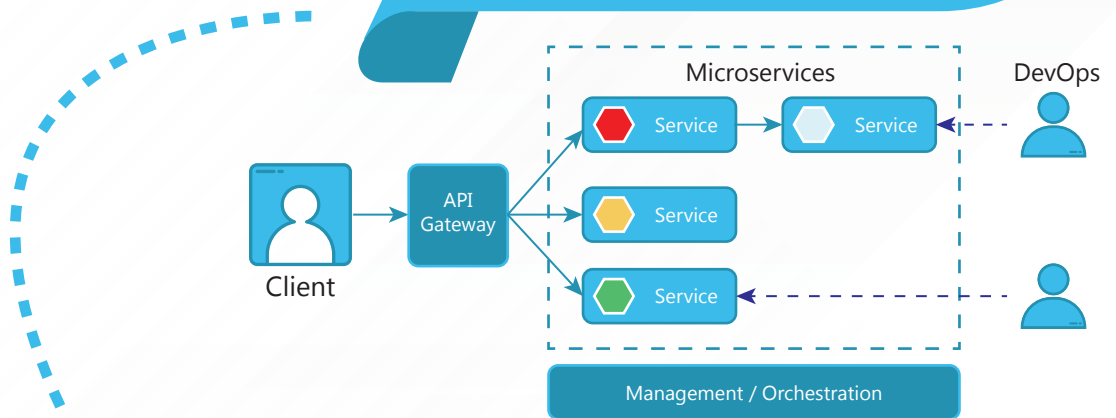 Microservices
DevOps
Service
Service
API
Gateway
Service
Client
Service
Management / Orchestration